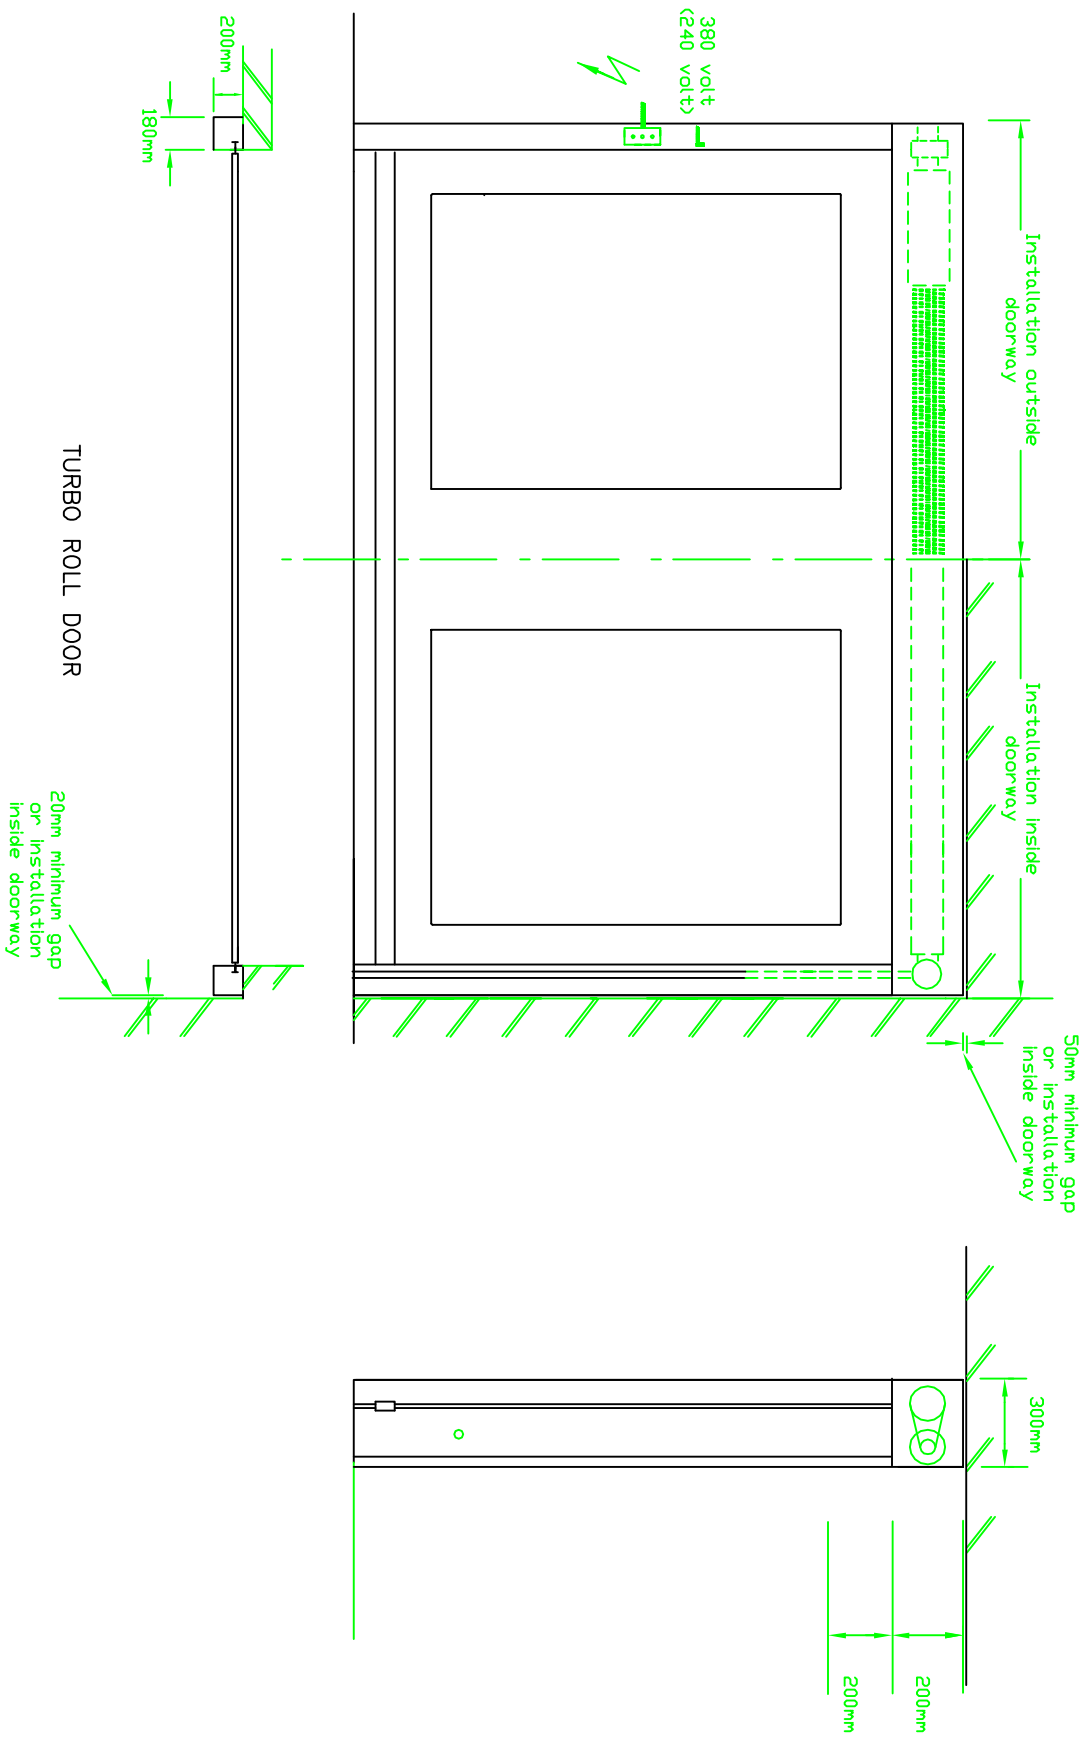 Installation outside
doorway
Installation inside
doorway
50mm minimum gap
or installation
inside doorway
300mm
380 volt
(240 volt)
200mm
200mm
200mm
180mm
20mm minimum gap
or installation
inside doorway
TURBO ROLL DOOR